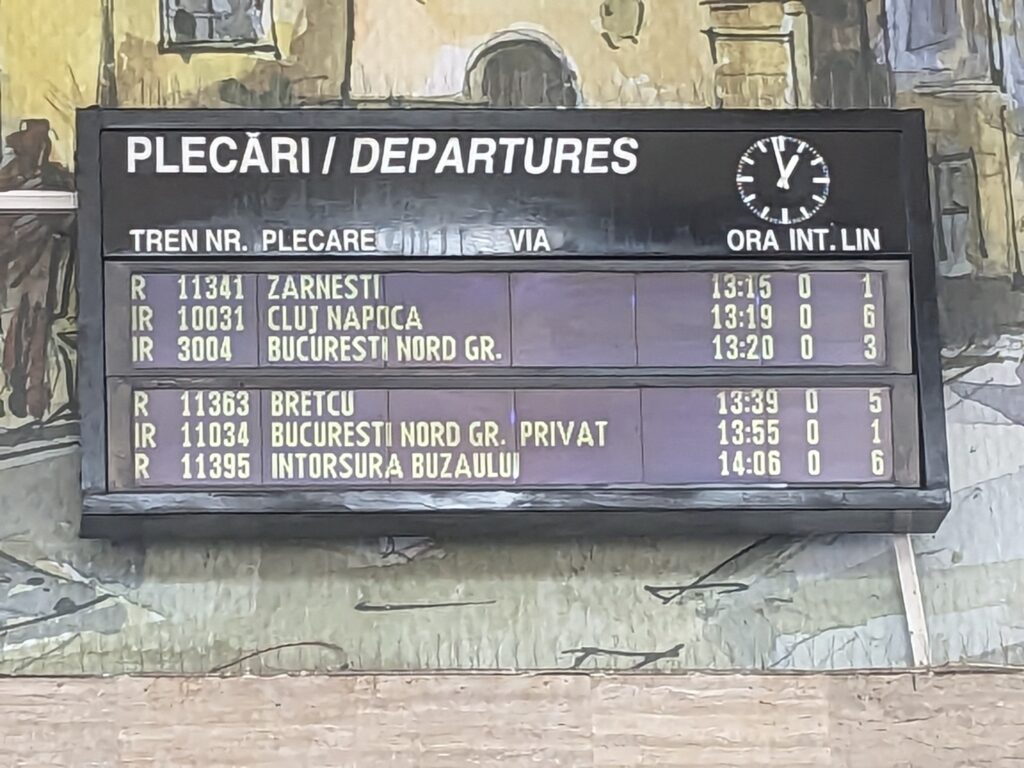 PLECĂRI / DEPARTURES
TREN NR. PLECARE VIA ORA INT. LIN
R 11341 ZARNESTI 13:15 0 1
IR 10031 CLUJ NAPOCA 13:19 0 6
IR 3004 BUCURESTI NORD GR. 13:20 0 3
R 11363 BRETCU 13:39 0 5
IR 11034 BUCURESTI NORD GR. PRIVAT 13:55 0 1
R 11395 INTORSURA BUZAULUI 14:06 0 6